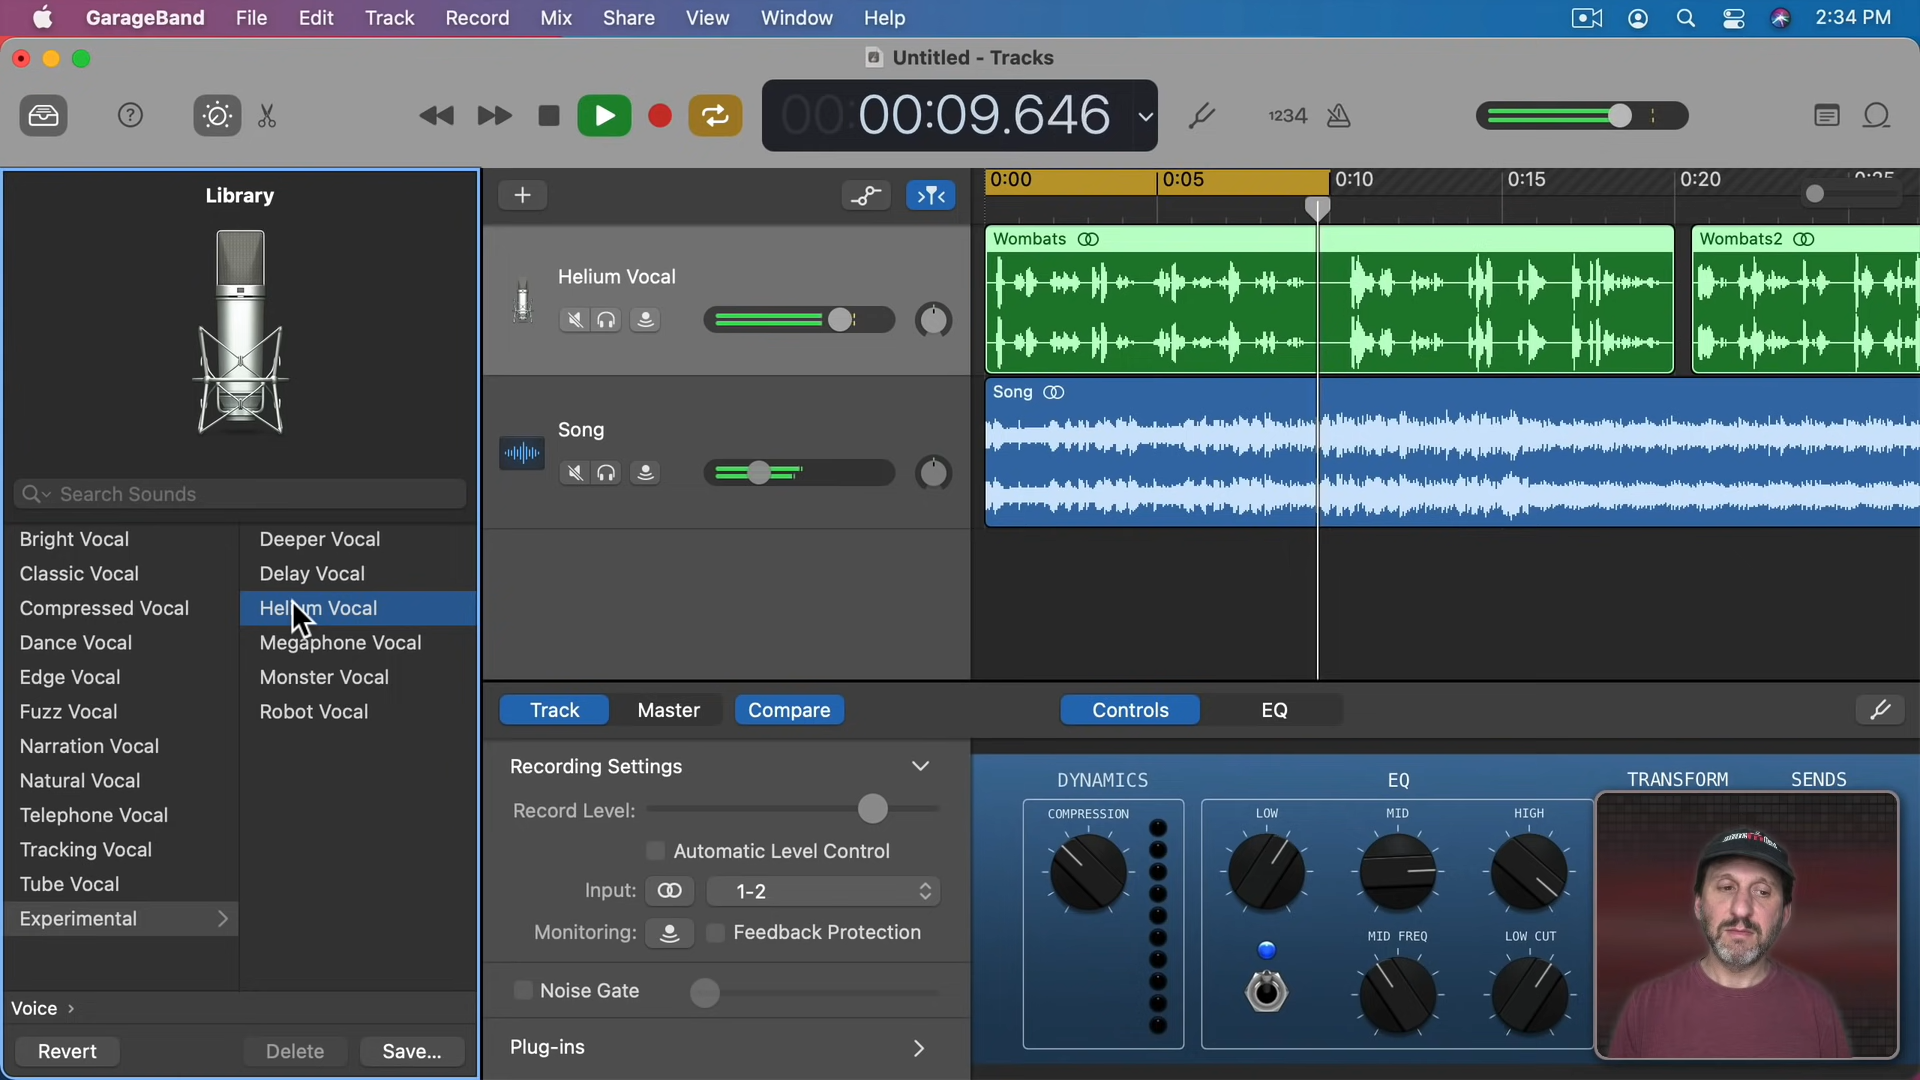 GarageBand File Edit Track Record Mix Share View Window Help 2:34 PM
Untitled - Tracks
00:00:09.646
1234
Library
0:00 0:05 0:10 0:15 0:20 0:25
Wombats
Wombats2
Helium Vocal
Song
Song
Search Sounds
Bright Vocal
Classic Vocal
Compressed Vocal
Dance Vocal
Edge Vocal
Fuzz Vocal
Narration Vocal
Natural Vocal
Telephone Vocal
Tracking Vocal
Tube Vocal
Experimental
Deeper Vocal
Delay Vocal
Helium Vocal
Megaphone Vocal
Monster Vocal
Robot Vocal
Voice
Revert Delete Save...
Track Master Compare Controls EQ
Recording Settings
Record Level:
Automatic Level Control
Input: 1-2
Monitoring: Feedback Protection
Noise Gate
Plug-ins
DYNAMICS EQ TRANSFORM SENDS
COMPRESSION LOW MID HIGH
MID FREQ LOW CUT